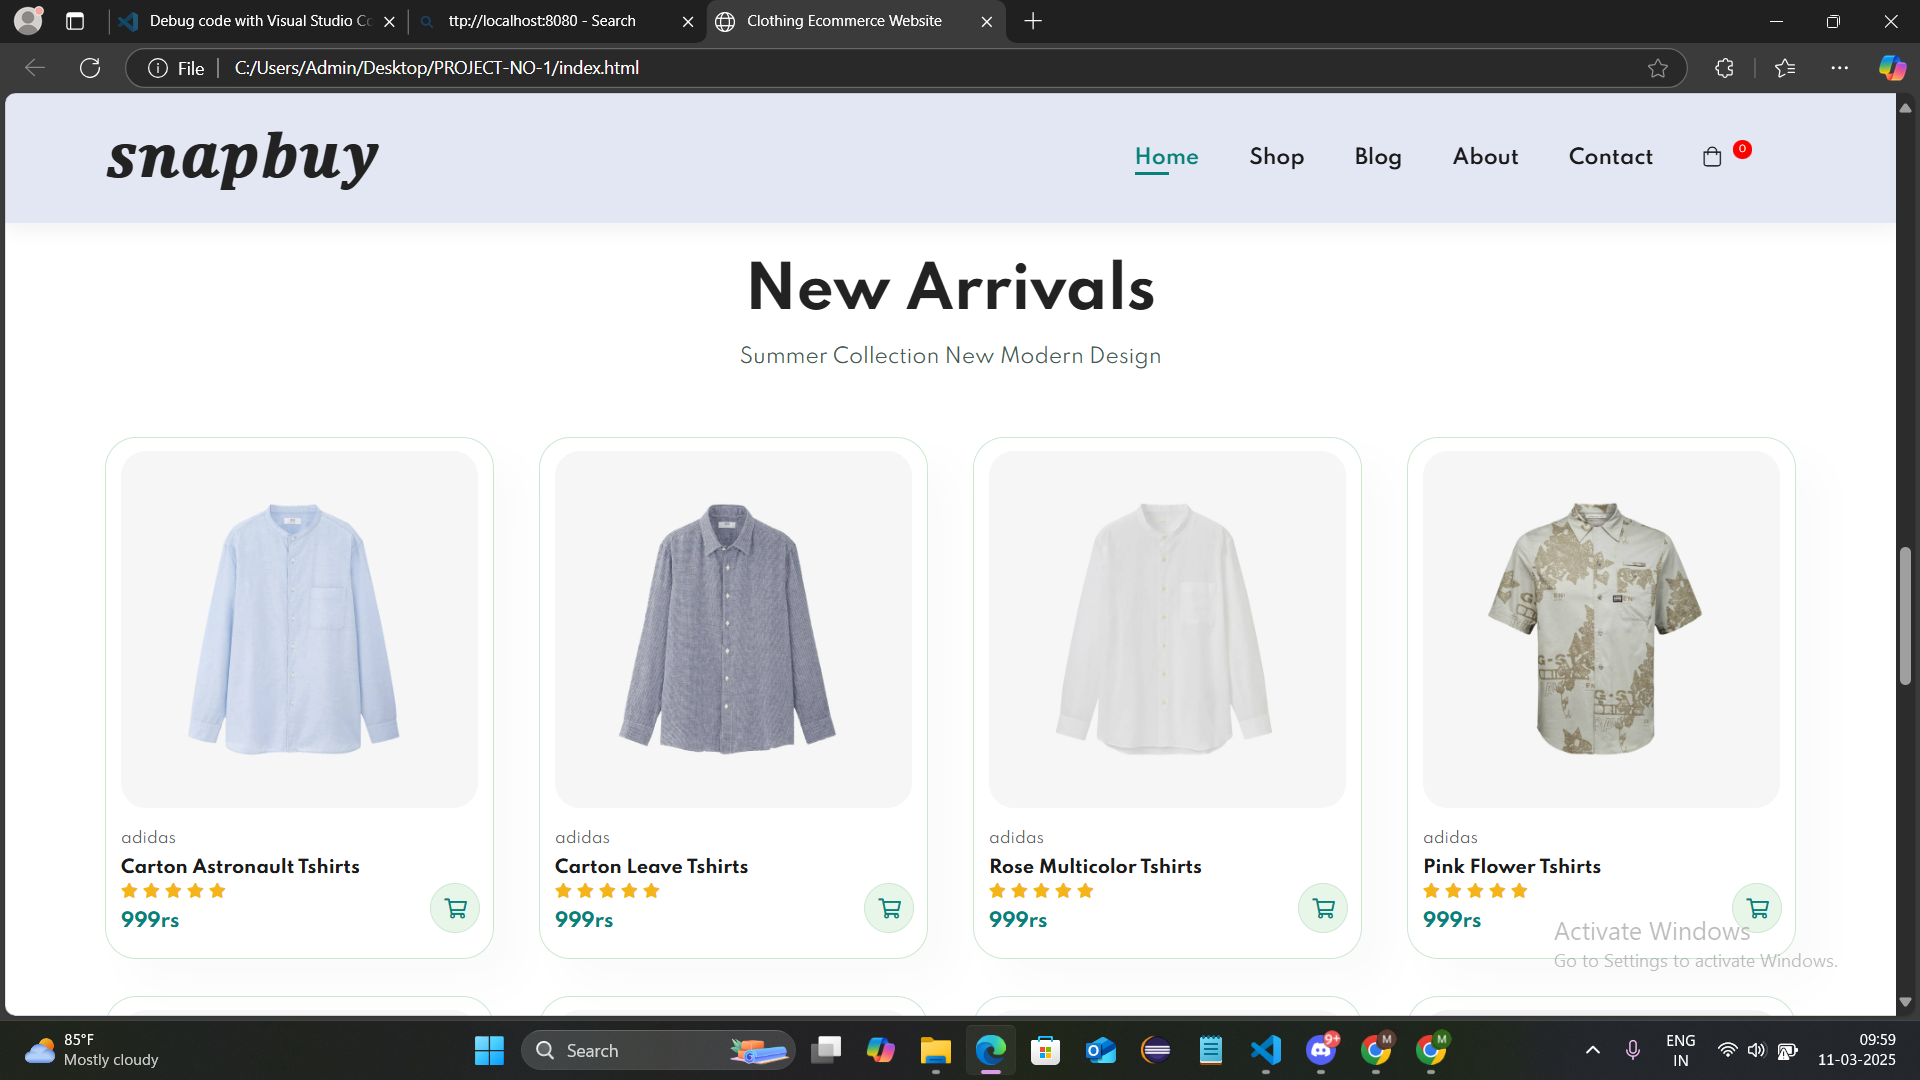 Debug code with Visual Studio Co
ttp://localhost:8080 - Search
Clothing Ecommerce Website
File
C:/Users/Admin/Desktop/PROJECT-NO-1/index.html
snapbuy
Home
Shop
Blog
About
Contact
0
New Arrivals
Summer Collection New Modern Design
adidas
Carton Astronault Tshirts
999rs
adidas
Carton Leave Tshirts
999rs
adidas
Rose Multicolor Tshirts
999rs
adidas
Pink Flower Tshirts
999rs
Activate Windows
Go to Settings to activate Windows.
85°F
Mostly cloudy
Search
9+
M
M
ENG
IN
09:59
11-03-2025